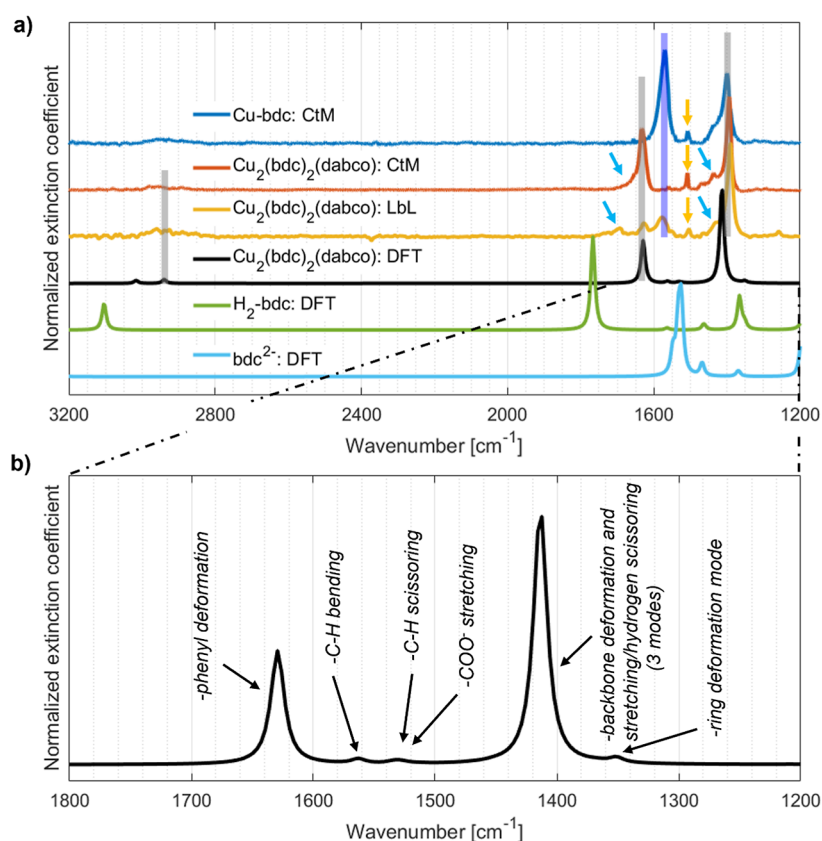 a)
Normalized extinction coefficient
Cu-bdc: CtM
Cu₂(bdc)₂(dabco): CtM
Cu₂(bdc)₂(dabco): LbL
Cu₂(bdc)₂(dabco): DFT
H₂-bdc: DFT
bdc²⁻: DFT
3200 2800 2400 2000 1600 1200
Wavenumber [cm⁻¹]
b)
Normalized extinction coefficient
-phenyl deformation
-C-H bending
-C-H scissoring
-COO⁻ stretching
-backbone deformation and
stretching/hydrogen scissoring
(3 modes)
-ring deformation mode
1800 1700 1600 1500 1400 1300 1200
Wavenumber [cm⁻¹]